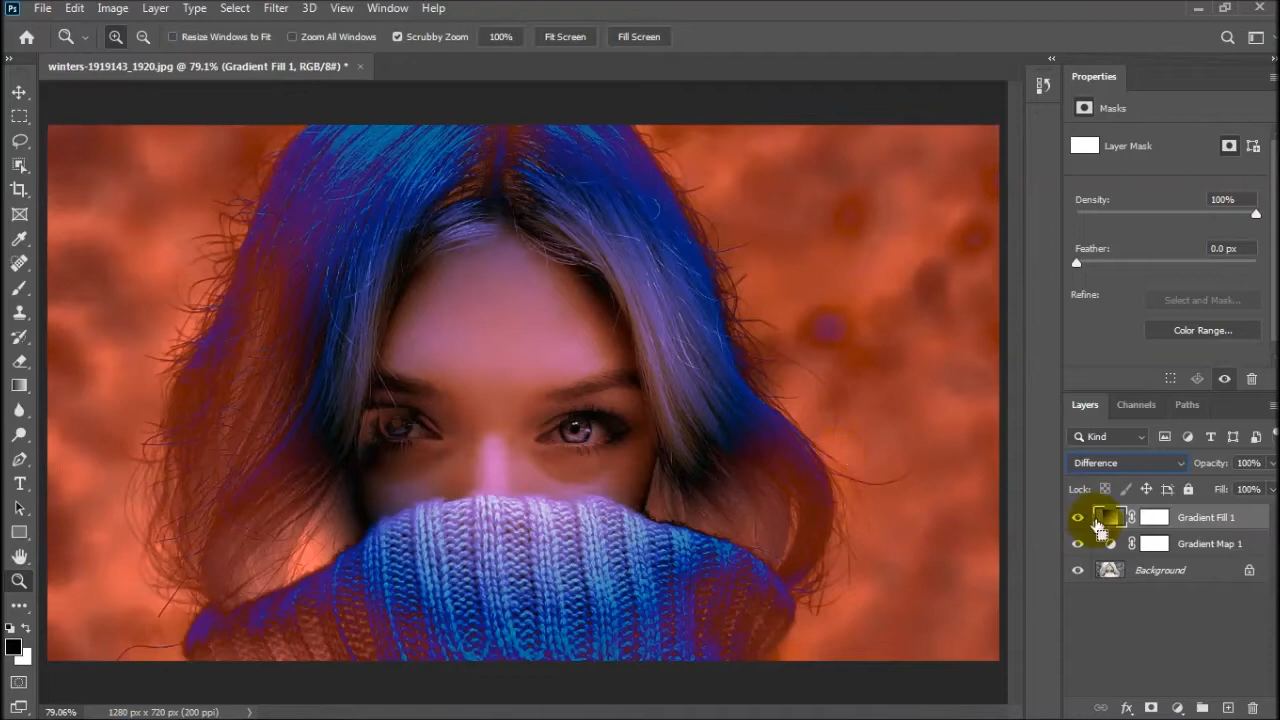 Ps File Edit Image Layer Type Select Filter 3D View Window Help
Resize Windows to Fit Zoom All Windows Scrubby Zoom 100% Fit Screen Fill Screen
winters-1919143_1920.jpg @ 79.1% (Gradient Fill 1, RGB/8#) *
Properties
Masks
Layer Mask
Density: 100%
Feather: 0.0 px
Refine: Select and Mask...
Color Range...
Layers Channels Paths
Kind
Difference Opacity: 100%
Lock: Fill: 100%
Gradient Fill 1
Gradient Map 1
Background
79.06% 1280 px x 720 px (200 ppi)